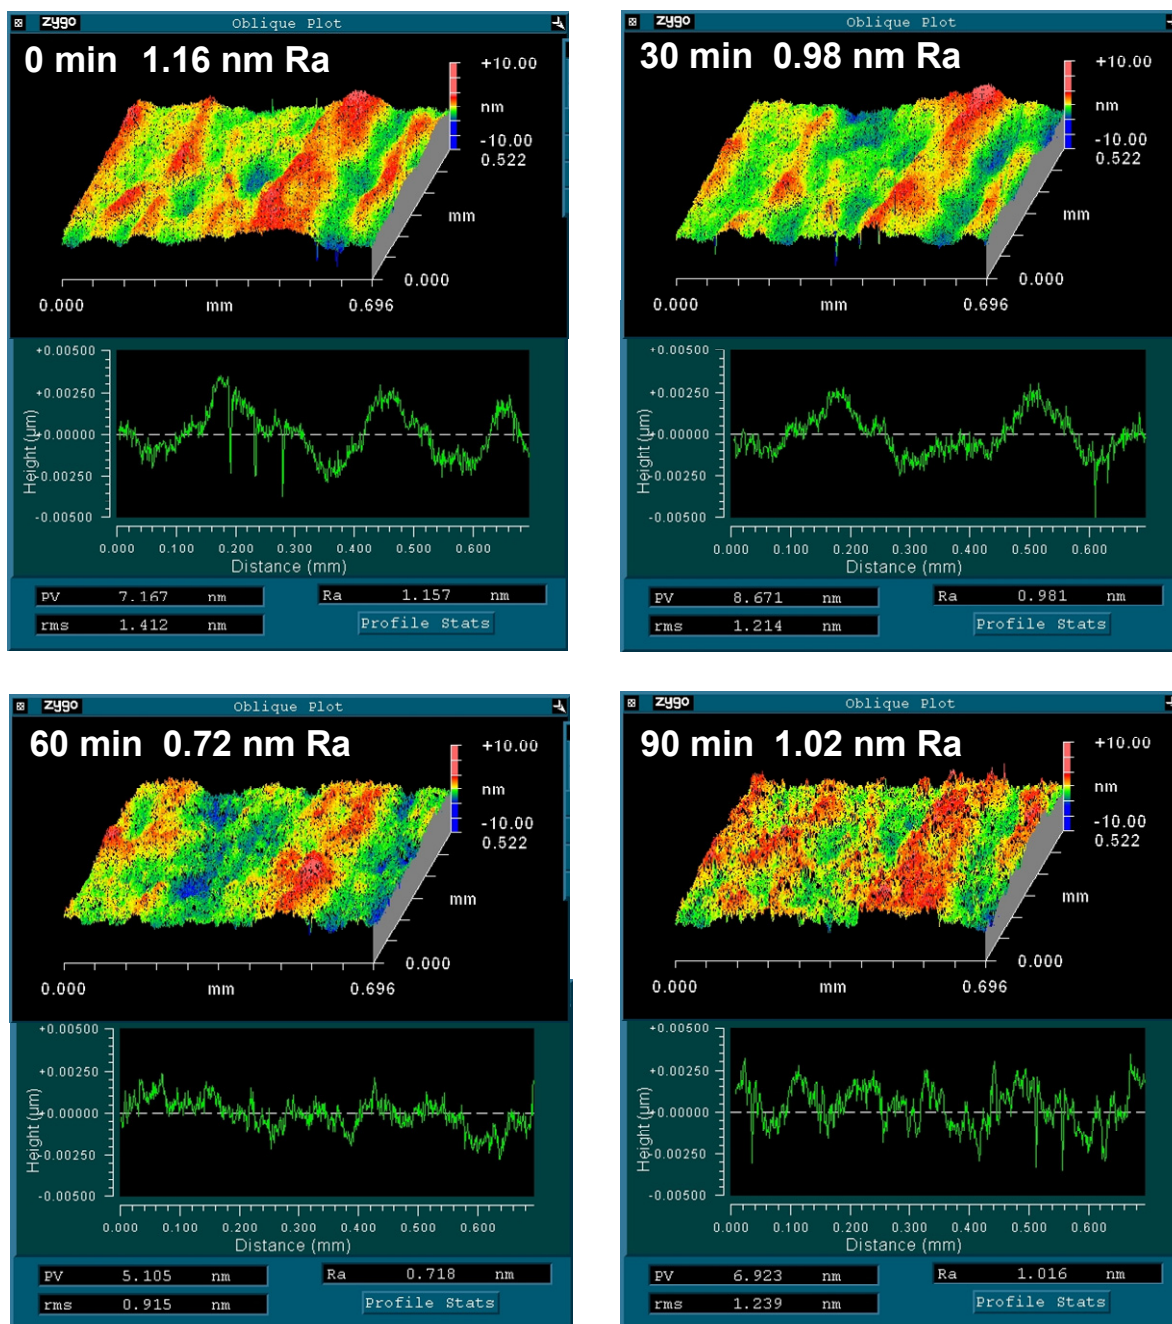 zygo Oblique Plot
0 min 1.16 nm Ra
+10.00
nm
-10.00
0.522
mm
0.000
0.000 mm 0.696
+0.00500
+0.00250
+0.00000
-0.00250
-0.00500
Height (µm)
0.000 0.100 0.200 0.300 0.400 0.500 0.600
Distance (mm)
PV 7.167 nm Ra 1.157 nm
rms 1.412 nm Profile Stats
zygo Oblique Plot
30 min 0.98 nm Ra
+10.00
nm
-10.00
0.522
mm
0.000
0.000 mm 0.696
+0.00500
+0.00250
+0.00000
-0.00250
-0.00500
Height (µm)
0.000 0.100 0.200 0.300 0.400 0.500 0.600
Distance (mm)
PV 8.671 nm Ra 0.981 nm
rms 1.214 nm Profile Stats
zygo Oblique Plot
60 min 0.72 nm Ra
+10.00
nm
-10.00
0.522
mm
0.000
0.000 mm 0.696
+0.00500
+0.00250
+0.00000
-0.00250
-0.00500
Height (µm)
0.000 0.100 0.200 0.300 0.400 0.500 0.600
Distance (mm)
PV 5.105 nm Ra 0.718 nm
rms 0.915 nm Profile Stats
zygo Oblique Plot
90 min 1.02 nm Ra
+10.00
nm
-10.00
0.522
mm
0.000
0.000 mm 0.696
+0.00500
+0.00250
+0.00000
-0.00250
-0.00500
Height (µm)
0.000 0.100 0.200 0.300 0.400 0.500 0.600
Distance (mm)
PV 6.923 nm Ra 1.016 nm
rms 1.239 nm Profile Stats